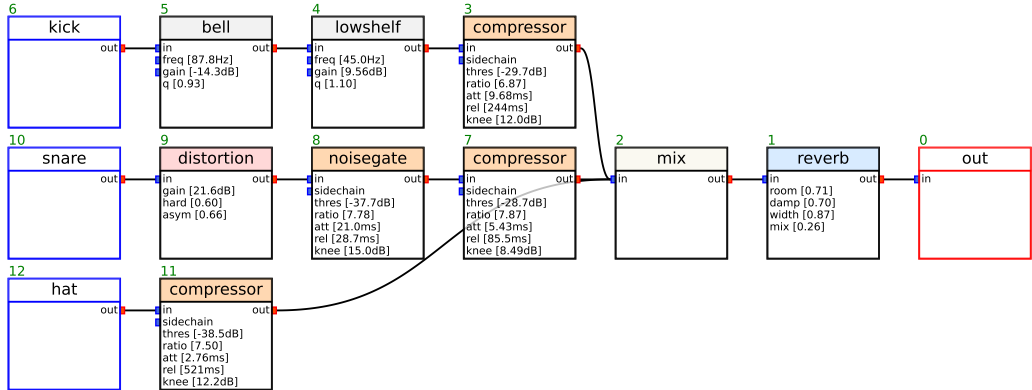 6
kick
out
5
bell
in out
freq [87.8Hz]
gain [-14.3dB]
q [0.93]
4
lowshelf
in out
freq [45.0Hz]
gain [9.56dB]
q [1.10]
3
compressor
in out
sidechain
thres [-29.7dB]
ratio [6.87]
att [9.68ms]
rel [244ms]
knee [12.0dB]
10
snare
out
9
distortion
in out
gain [21.6dB]
hard [0.60]
asym [0.66]
8
noisegate
in out
sidechain
thres [-37.7dB]
ratio [7.78]
att [21.0ms]
rel [28.7ms]
knee [15.0dB]
7
compressor
in out
sidechain
thres [-28.7dB]
ratio [7.87]
att [5.43ms]
rel [85.5ms]
knee [8.49dB]
2
mix
in out
1
reverb
in out
room [0.71]
damp [0.70]
width [0.87]
mix [0.26]
0
out
in
12
hat
out
11
compressor
in out
sidechain
thres [-38.5dB]
ratio [7.50]
att [2.76ms]
rel [521ms]
knee [12.2dB]